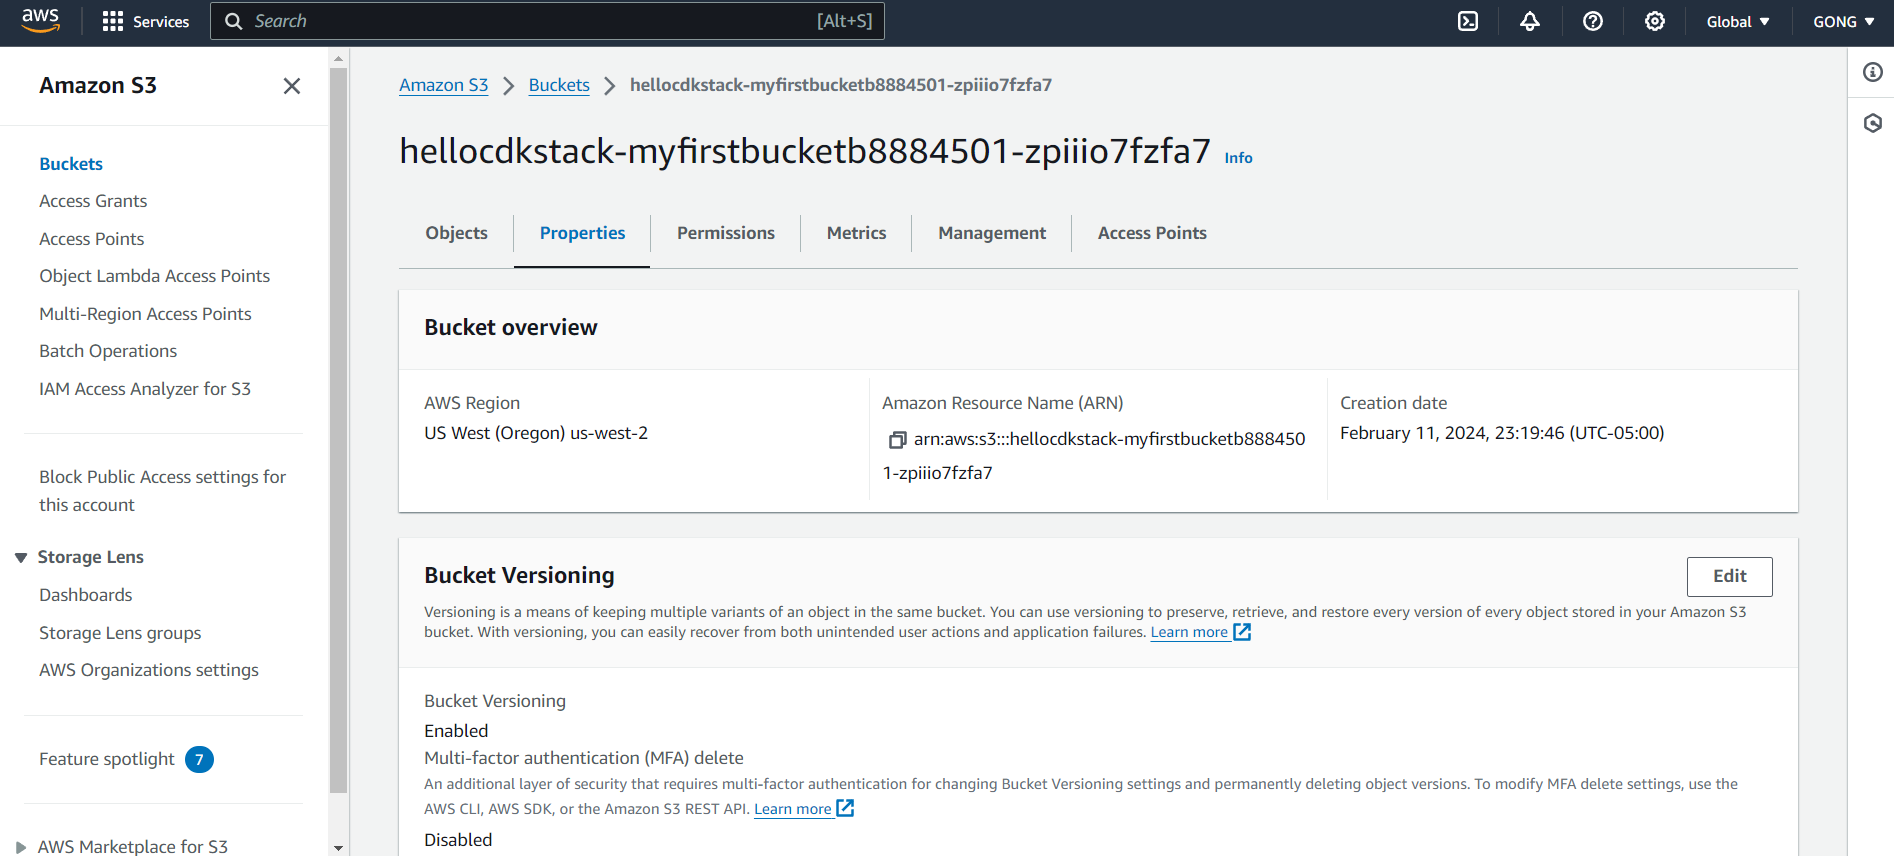 aws Services Search [Alt+S] Global GONG
Amazon S3
Buckets
Access Grants
Access Points
Object Lambda Access Points
Multi-Region Access Points
Batch Operations
IAM Access Analyzer for S3
Block Public Access settings for
this account
Storage Lens
Dashboards
Storage Lens groups
AWS Organizations settings
Feature spotlight 7
AWS Marketplace for S3
Amazon S3 Buckets hellocdkstack-myfirstbucketb8884501-zpiiio7fzfa7
hellocdkstack-myfirstbucketb8884501-zpiiio7fzfa7 Info
Objects Properties Permissions Metrics Management Access Points
Bucket overview
AWS Region
US West (Oregon) us-west-2
Amazon Resource Name (ARN)
arn:aws:s3:::hellocdkstack-myfirstbucketb888450
1-zpiiio7fzfa7
Creation date
February 11, 2024, 23:19:46 (UTC-05:00)
Bucket Versioning
Edit
Versioning is a means of keeping multiple variants of an object in the same bucket. You can use versioning to preserve, retrieve, and restore every version of every object stored in your Amazon S3
bucket. With versioning, you can easily recover from both unintended user actions and application failures. Learn more
Bucket Versioning
Enabled
Multi-factor authentication (MFA) delete
An additional layer of security that requires multi-factor authentication for changing Bucket Versioning settings and permanently deleting object versions. To modify MFA delete settings, use the
AWS CLI, AWS SDK, or the Amazon S3 REST API. Learn more
Disabled